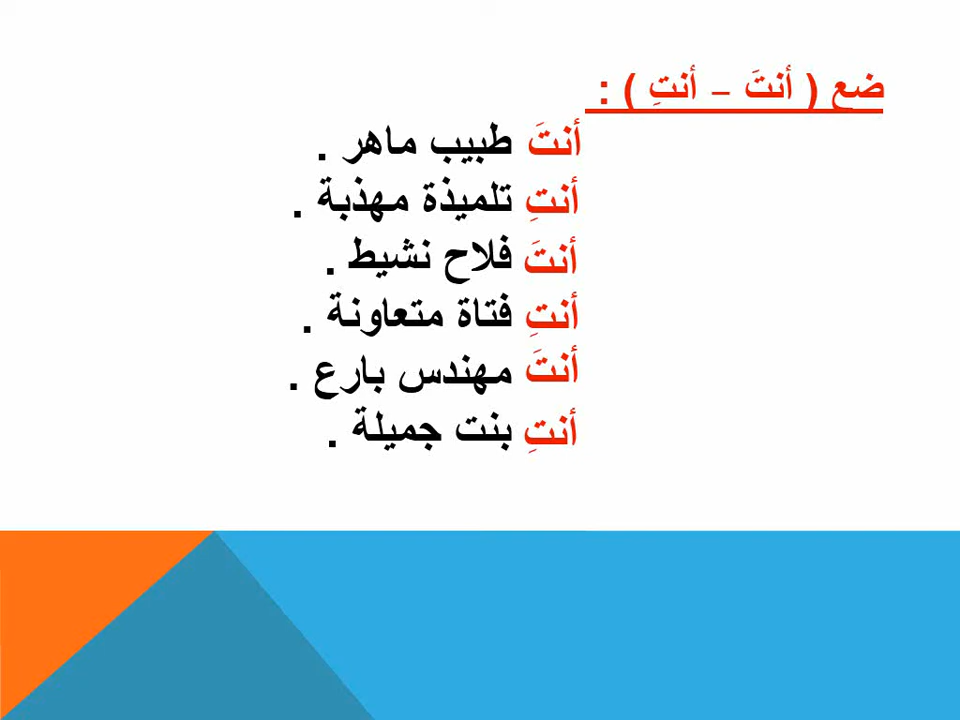 ضع ( أنتَ – أنتِ ) :
أنتَ طبيب ماهر .
أنتِ تلميذة مهذبة .
أنتَ فلاح نشيط .
أنتِ فتاة متعاونة .
أنتَ مهندس بارع .
أنتِ بنت جميلة .